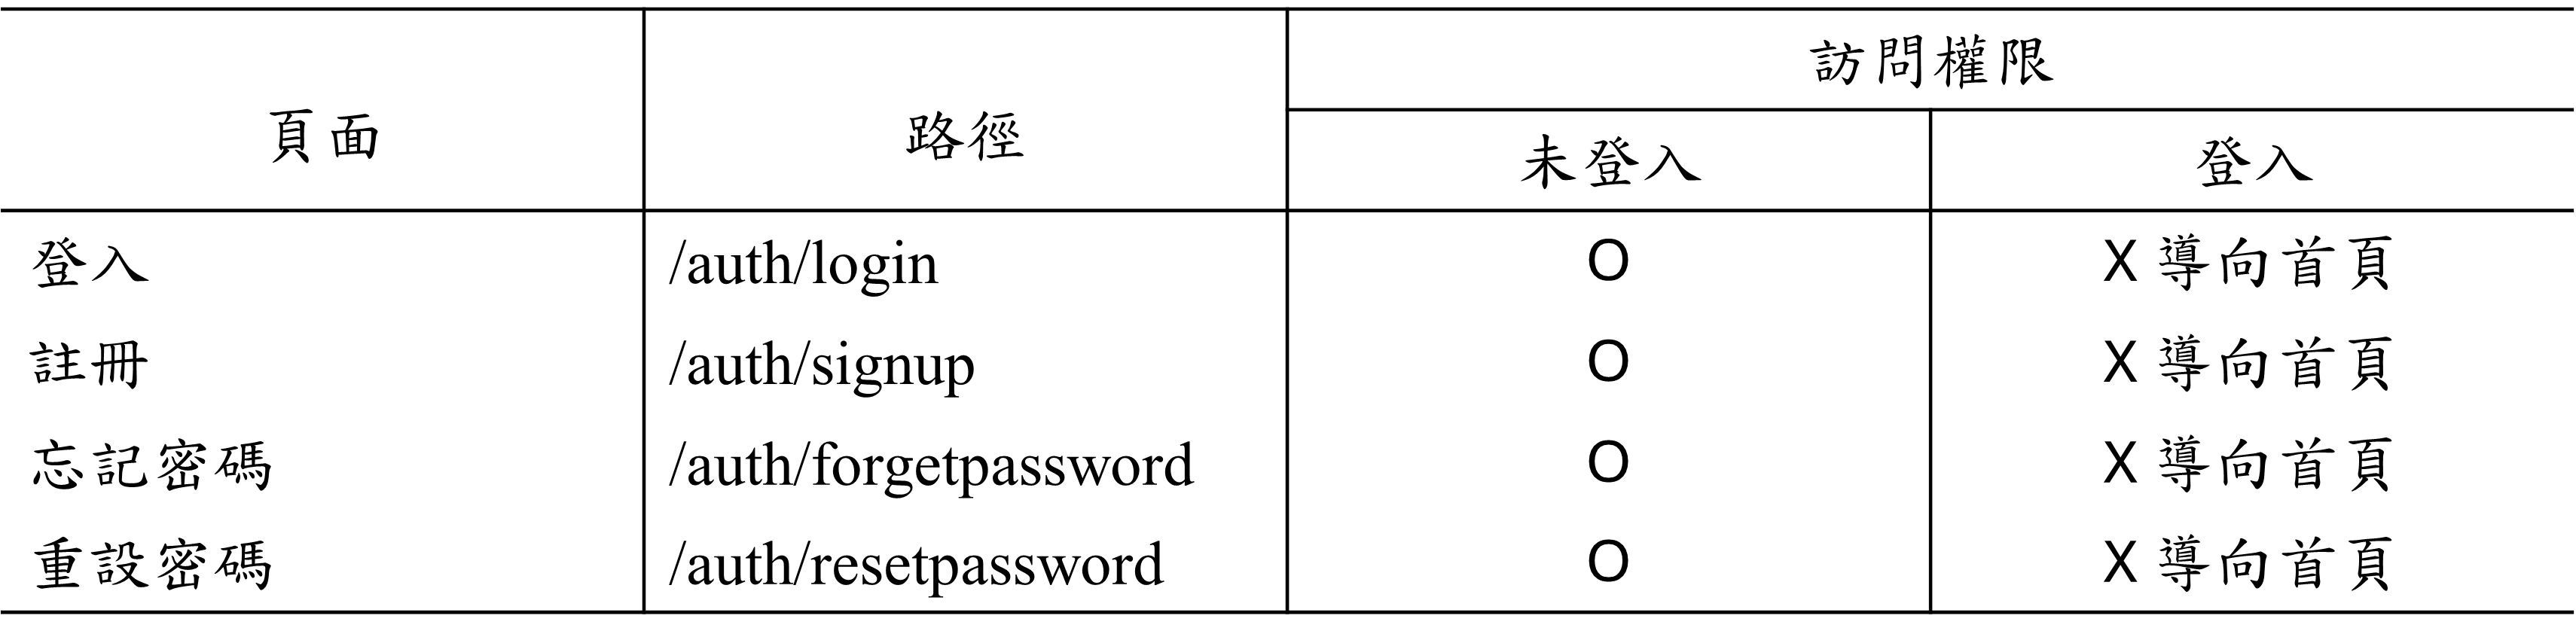 頁面 路徑 訪問權限
未登入 登入
登入 /auth/login O X 導向首頁
註冊 /auth/signup O X 導向首頁
忘記密碼 /auth/forgetpassword O X 導向首頁
重設密碼 /auth/resetpassword O X 導向首頁